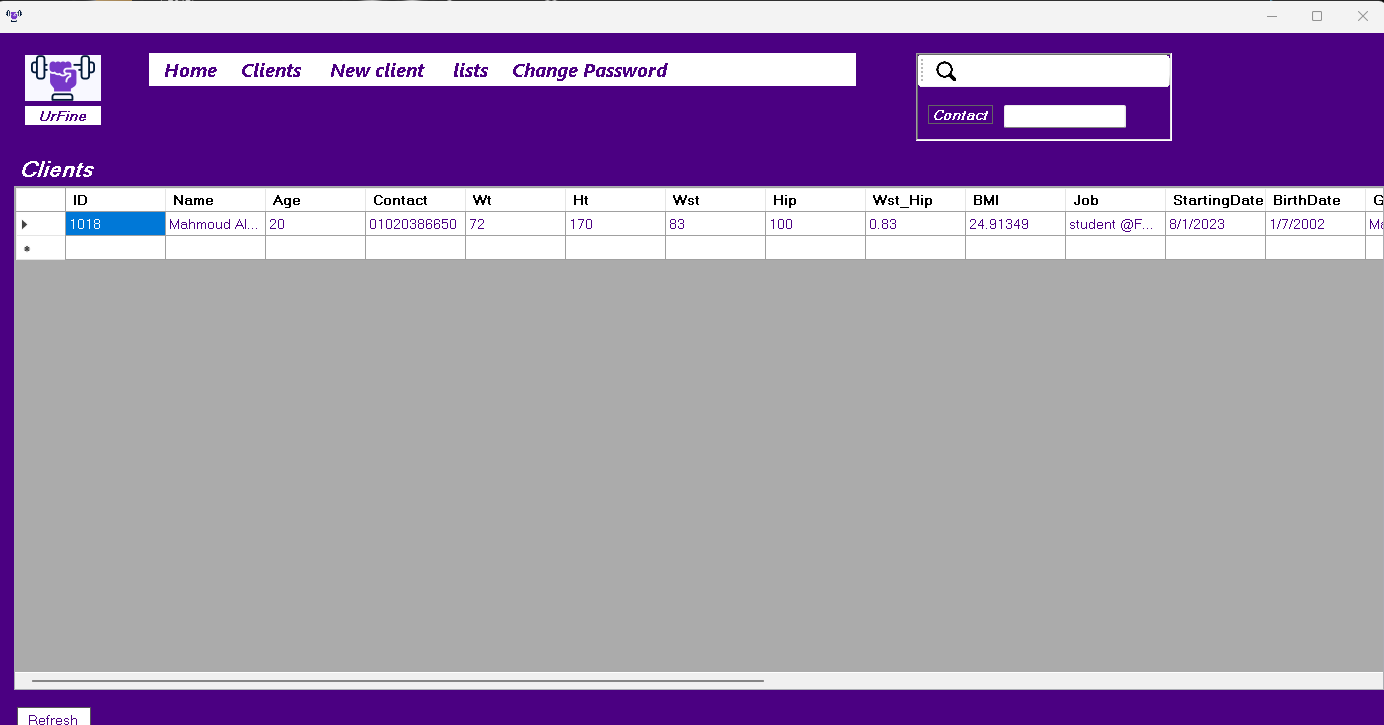 Home Clients New client lists Change Password
UrFine
Contact
Clients
ID Name Age Contact Wt Ht Wst Hip Wst_Hip BMI Job StartingDate BirthDate G
1018 Mahmoud Al... 20 01020386650 72 170 83 100 0.83 24.91349 student @F... 8/1/2023 1/7/2002 Ma
Refresh